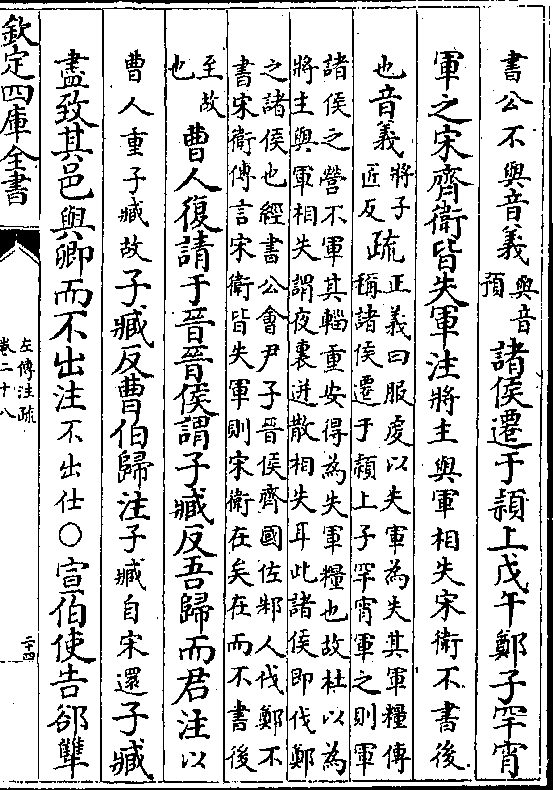 書公不與音義與音
預
諸侯遷于潁上戊午鄭子罕宵
軍之宋齊衛皆失軍注將主與軍相失宋衛不書後
也音義將子
匠反
疏正義曰服虔以失軍為失其軍糧傳
稱諸侯遷于潁上子罕宵軍之則軍
諸侯之營不軍其輜重安得為失軍糧也故杜以為
將主與軍相失謂夜裏迸散相失耳此諸侯即伐鄭
之諸侯也經書公會尹子晉侯齊國佐邾人伐鄭不
書宋衛傳言宋衛皆失軍則宋衛在矣在而不書後
至故
也
曹人復請于晉晉侯謂子臧反吾歸而君注以
曹人重子臧故子臧反曹伯歸注子臧自宋還子臧
盡致其邑與卿而不出注不出仕○宣伯使告郤犨
欽定四庫全書
左傳注疏
卷二十八
二十四